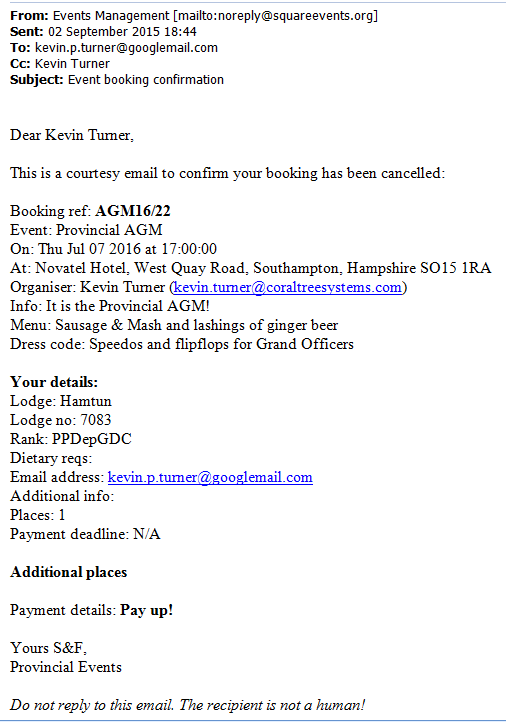 From: Events Management [mailto:noreply@squareevents.org]
Sent: 02 September 2015 18:44
To: kevin.p.turner@googlemail.com
Cc: Kevin Turner
Subject: Event booking confirmation
Dear Kevin Turner,
This is a courtesy email to confirm your booking has been cancelled:
Booking ref: AGM16/22
Event: Provincial AGM
On: Thu Jul 07 2016 at 17:00:00
At: Novatel Hotel, West Quay Road, Southampton, Hampshire SO15 1RA
Organiser: Kevin Turner (kevin.turner@coraltreesystems.com)
Info: It is the Provincial AGM!
Menu: Sausage & Mash and lashings of ginger beer
Dress code: Speedos and flipflops for Grand Officers
Your details:
Lodge: Hamtun
Lodge no: 7083
Rank: PPDepGDC
Dietary reqs:
Email address: kevin.p.turner@googlemail.com
Additional info:
Places: 1
Payment deadline: N/A
Additional places
Payment details: Pay up!
Yours S&F,
Provincial Events
Do not reply to this email. The recipient is not a human!